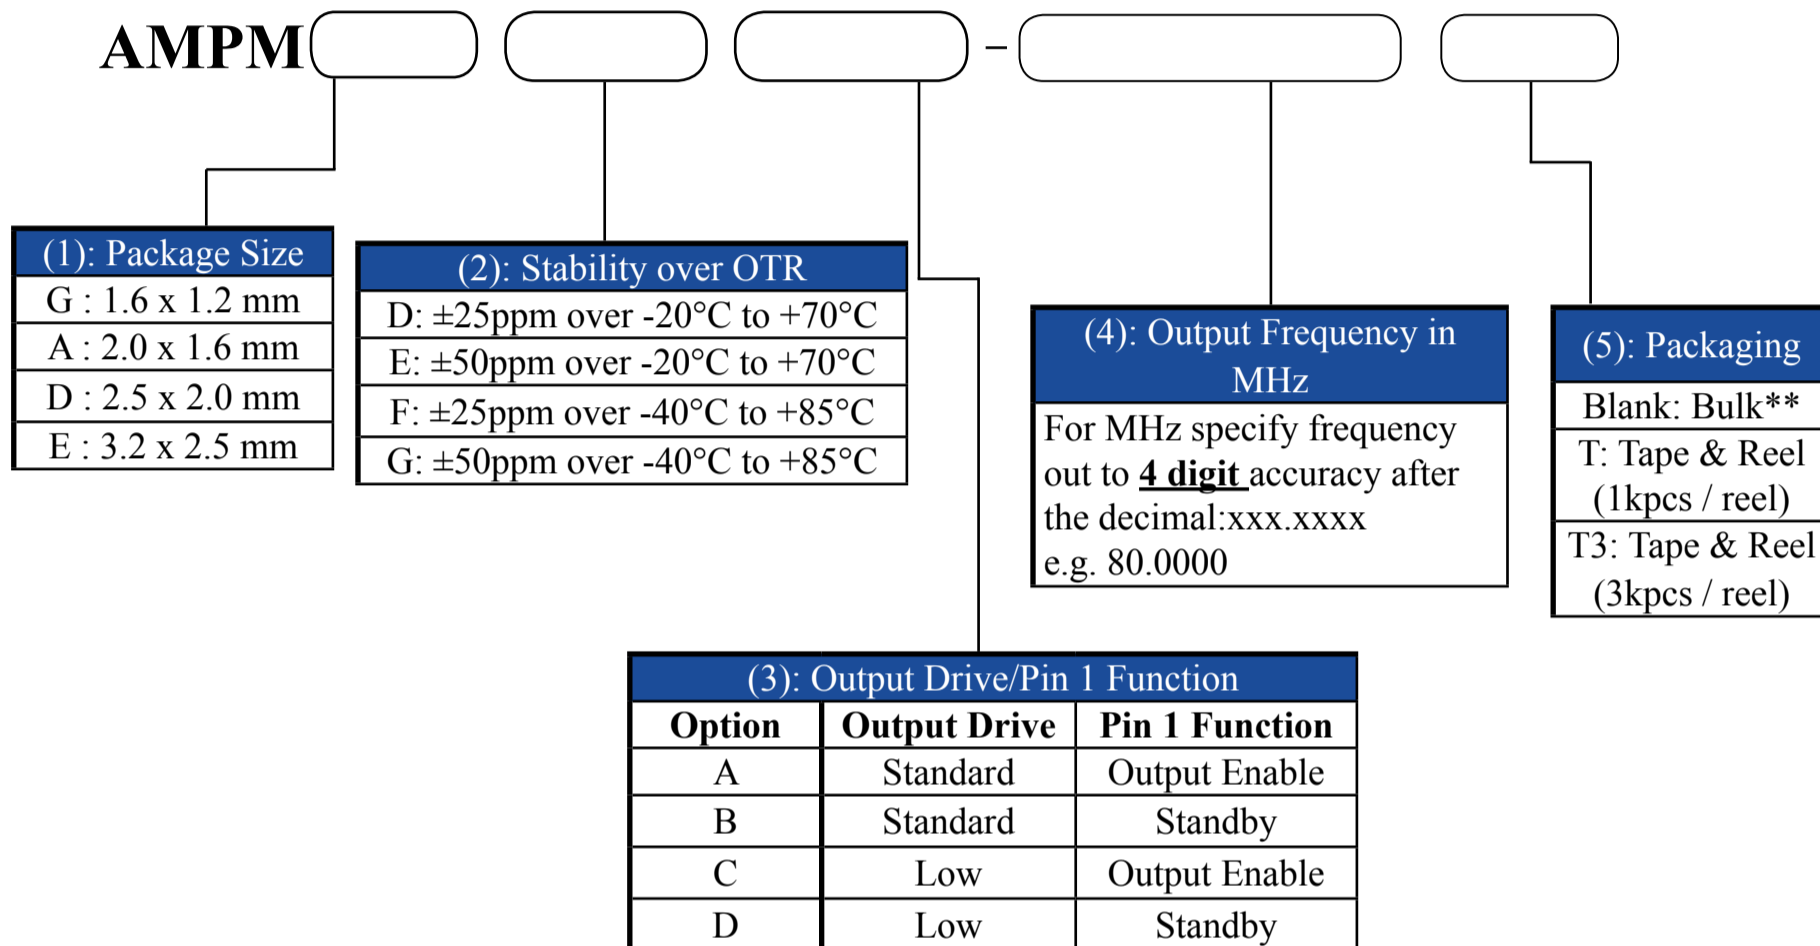 AMPM –
(1): Package Size
G : 1.6 x 1.2 mm
A : 2.0 x 1.6 mm
D : 2.5 x 2.0 mm
E : 3.2 x 2.5 mm
(2): Stability over OTR
D: ±25ppm over -20°C to +70°C
E: ±50ppm over -20°C to +70°C
F: ±25ppm over -40°C to +85°C
G: ±50ppm over -40°C to +85°C
(4): Output Frequency in
MHz
For MHz specify frequency
out to 4 digit accuracy after
the decimal:xxx.xxxx
e.g. 80.0000
(5): Packaging
Blank: Bulk**
T: Tape & Reel
(1kpcs / reel)
T3: Tape & Reel
(3kpcs / reel)
(3): Output Drive/Pin 1 Function
Option Output Drive Pin 1 Function
A Standard Output Enable
B Standard Standby
C Low Output Enable
D Low Standby